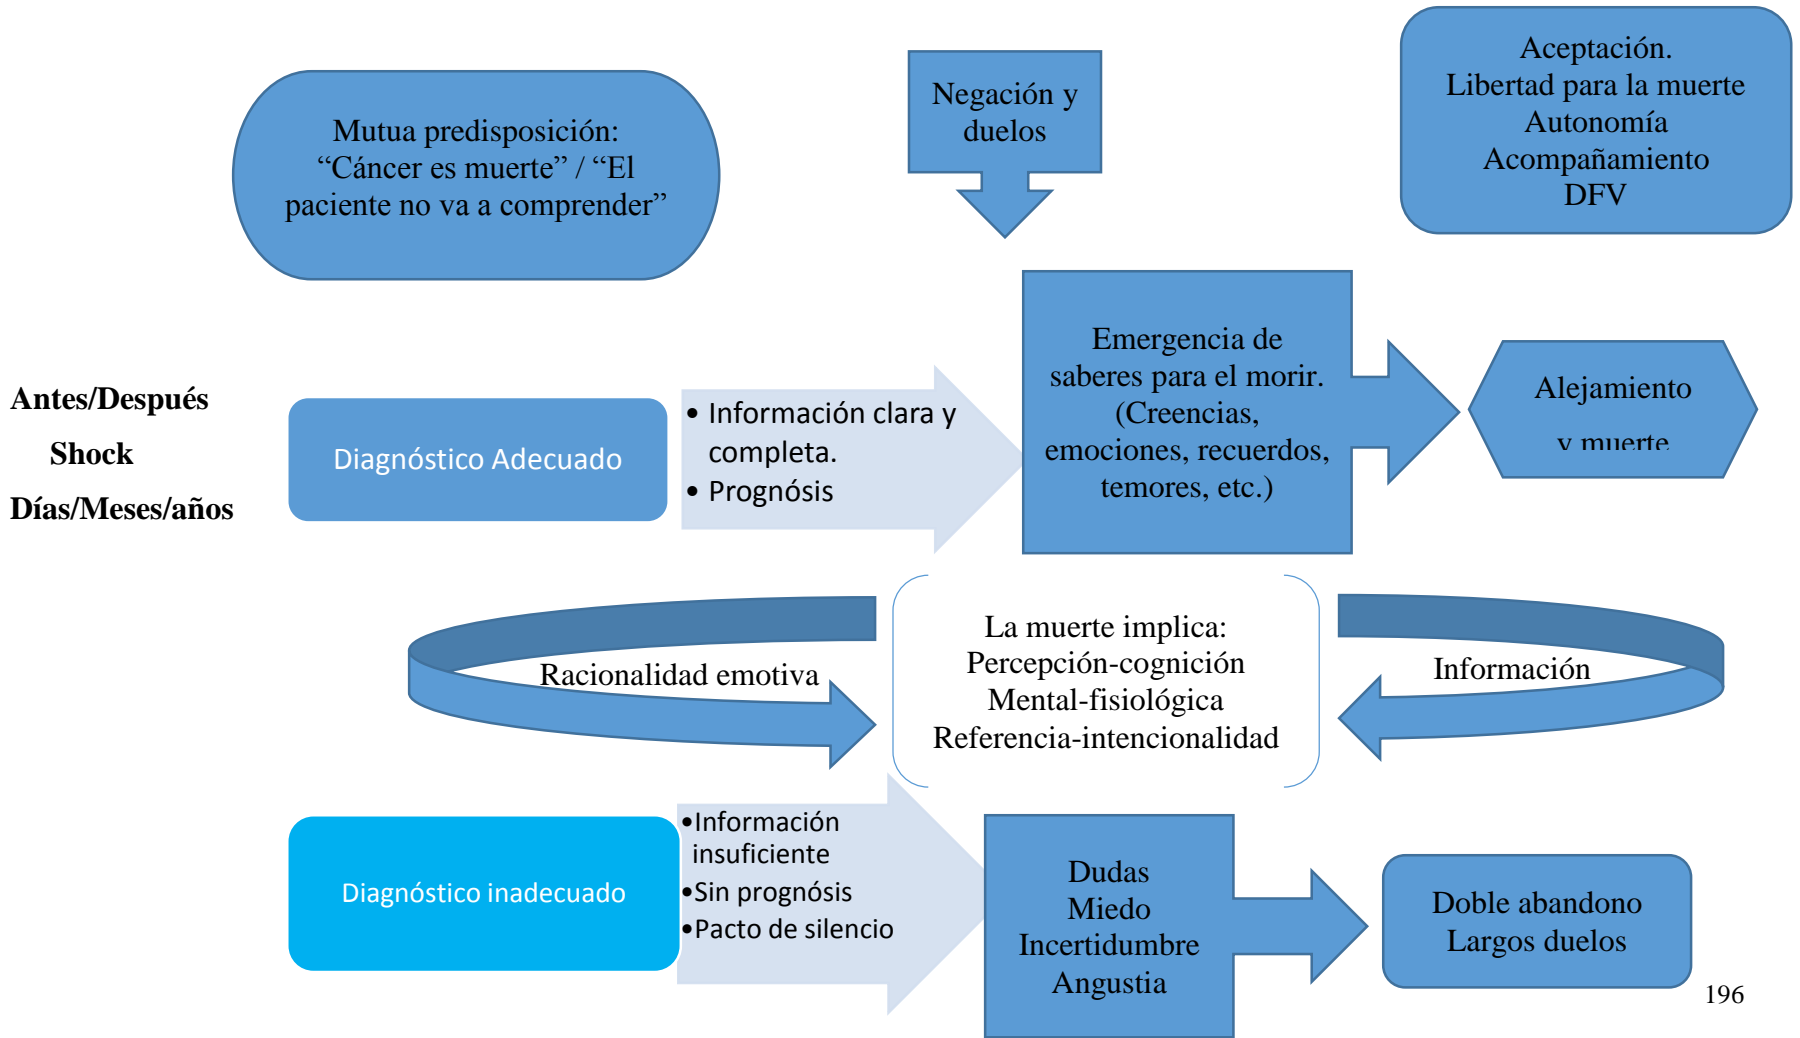 Mutua predisposición:
“Cáncer es muerte” / “El
paciente no va a comprender”
Negación y
duelos
Aceptación.
Libertad para la muerte
Autonomía
Acompañamiento
DFV
Antes/Después
Shock
Días/Meses/años
Diagnóstico Adecuado
• Información clara y
completa.
• Prognósis
Emergencia de
saberes para el morir.
(Creencias,
emociones, recuerdos,
temores, etc.)
Alejamiento
y muerte
Racionalidad emotiva
La muerte implica:
Percepción-cognición
Mental-fisiológica
Referencia-intencionalidad
Información
Diagnóstico inadecuado
•Información
insuficiente
•Sin prognósis
•Pacto de silencio
Dudas
Miedo
Incertidumbre
Angustia
Doble abandono
Largos duelos
196